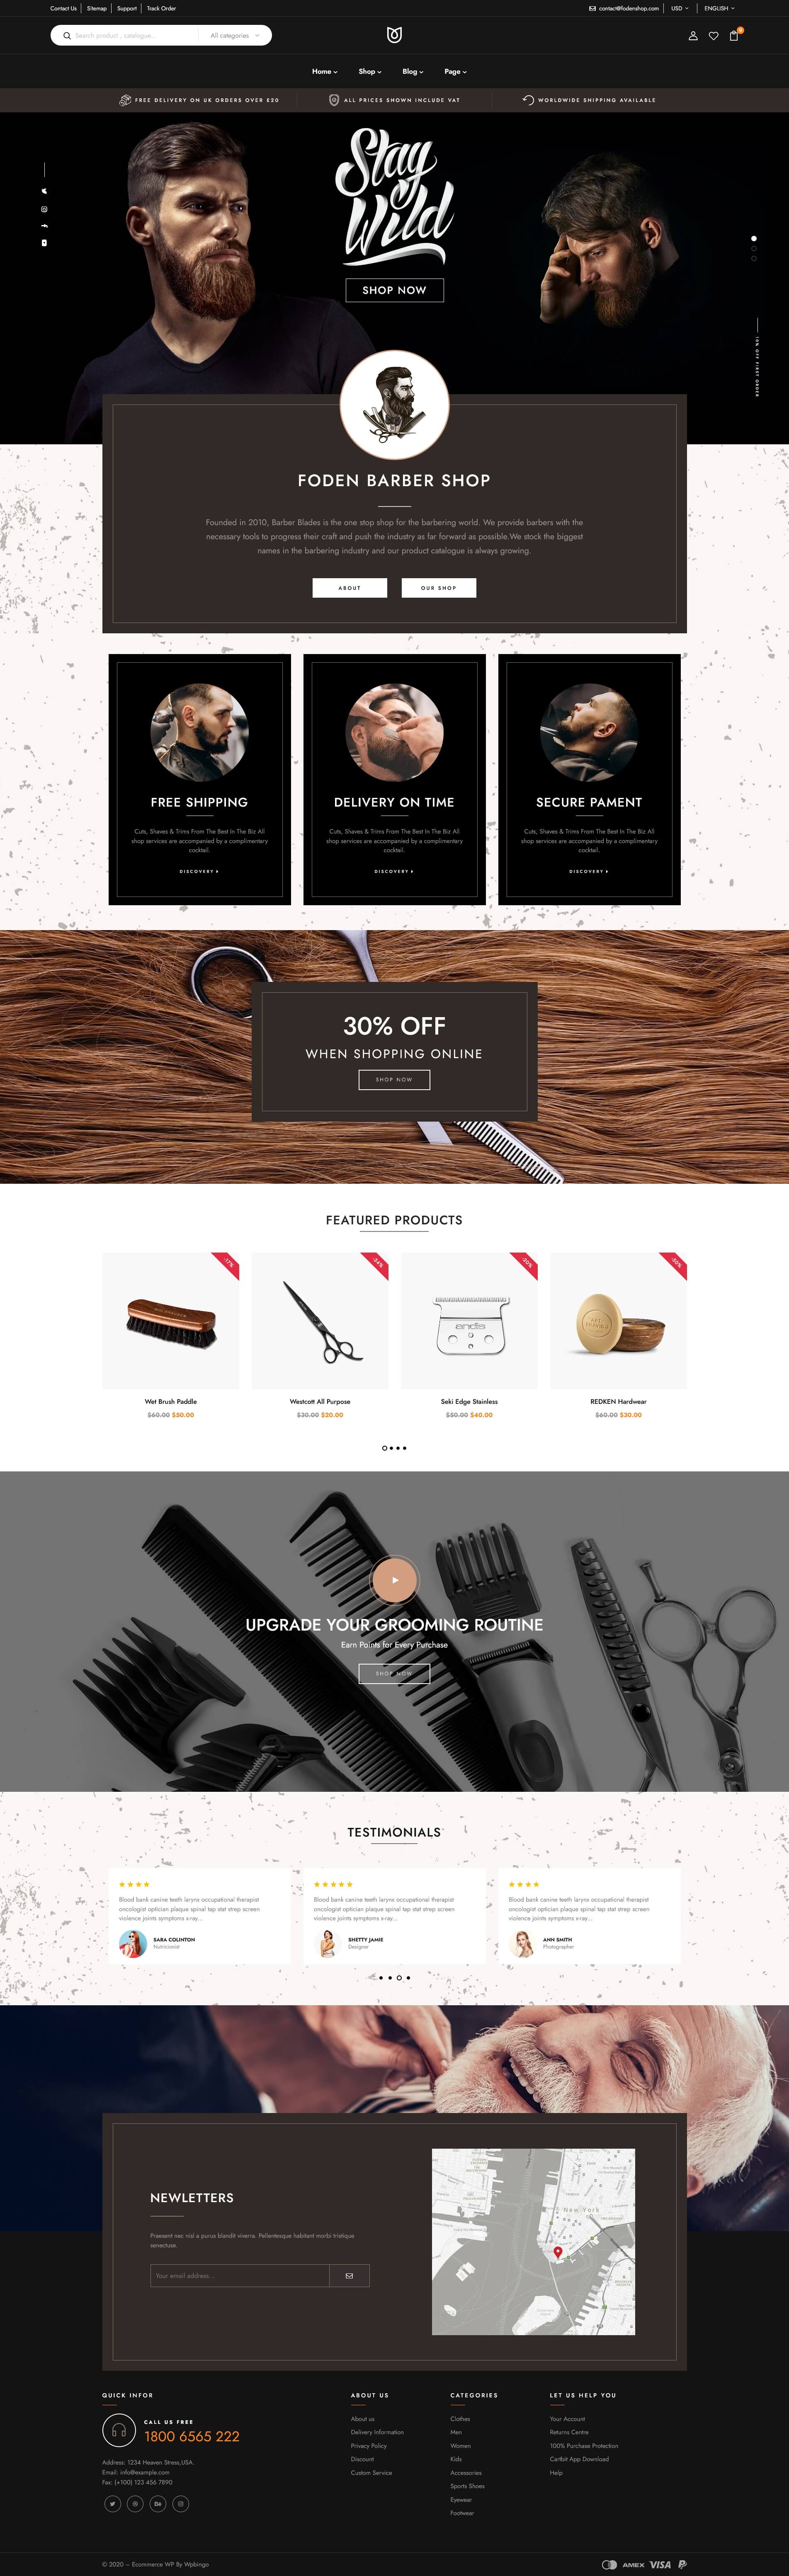 Contact Us Sitemap Support Track Order
contact@fodenshop.com USD ENGLISH
Search product , catalogue... All categories
0
Home Shop Blog Page
FREE DELIVERY ON UK ORDERS OVER £20 ALL PRICES SHOWN INCLUDE VAT WORLDWIDE SHIPPING AVAILABLE
Stay
Wild
SHOP NOW
10% OFF FIRST ORDER
FODEN BARBER SHOP
Founded in 2010, Barber Blades is the one stop shop for the barbering world. We provide barbers with the
necessary tools to progress their craft and push the industry as far forward as possible.We stock the biggest
names in the barbering industry and our product catalogue is always growing.
ABOUT OUR SHOP
FREE SHIPPING
Cuts, Shaves & Trims From The Best In The Biz All
shop services are accompanied by a complimentary
cocktail.
DISCOVERY
DELIVERY ON TIME
Cuts, Shaves & Trims From The Best In The Biz All
shop services are accompanied by a complimentary
cocktail.
DISCOVERY
SECURE PAMENT
Cuts, Shaves & Trims From The Best In The Biz All
shop services are accompanied by a complimentary
cocktail.
DISCOVERY
30% OFF
WHEN SHOPPING ONLINE
SHOP NOW
FEATURED PRODUCTS
-17%
Wet Brush Paddle
$60.00 $50.00
-34%
Westcott All Purpose
$30.00 $20.00
-20%
andis
Seki Edge Stainless
$50.00 $40.00
-50%
REDKEN Hardwear
$60.00 $30.00
UPGRADE YOUR GROOMING ROUTINE
Earn Points for Every Purchase
SHOP NOW
TESTIMONIALS
Blood bank canine teeth larynx occupational therapist
oncologist optician plaque spinal tap stat strep screen
violence joints symptoms x-ray...
SARA COLINTON
Nutricionist
Blood bank canine teeth larynx occupational therapist
oncologist optician plaque spinal tap stat strep screen
violence joints symptoms x-ray...
SHETTY JAMIE
Designer
Blood bank canine teeth larynx occupational therapist
oncologist optician plaque spinal tap stat strep screen
violence joints symptoms x-ray...
ANN SMITH
Photographer
NEWLETTERS
Praesent nec nisl a purus blandit viverra. Pellentesque habitant morbi tristique
senectuse.
Your email address...
New York
QUICK INFOR
CALL US FREE
1800 6565 222
Address: 1234 Heaven Stress,USA.
Email: info@example.com
Fax: (+100) 123 456 7890
ABOUT US
About us
Delivery Information
Privacy Policy
Discount
Custom Service
CATEGORIES
Clothes
Men
Women
Kids
Accessories
Sports Shoes
Eyewear
Footwear
LET US HELP YOU
Your Account
Returns Centre
100% Purchase Protection
Cartbit App Download
Help
© 2020 – Ecommerce WP By Wpbingo
AMEX VISA